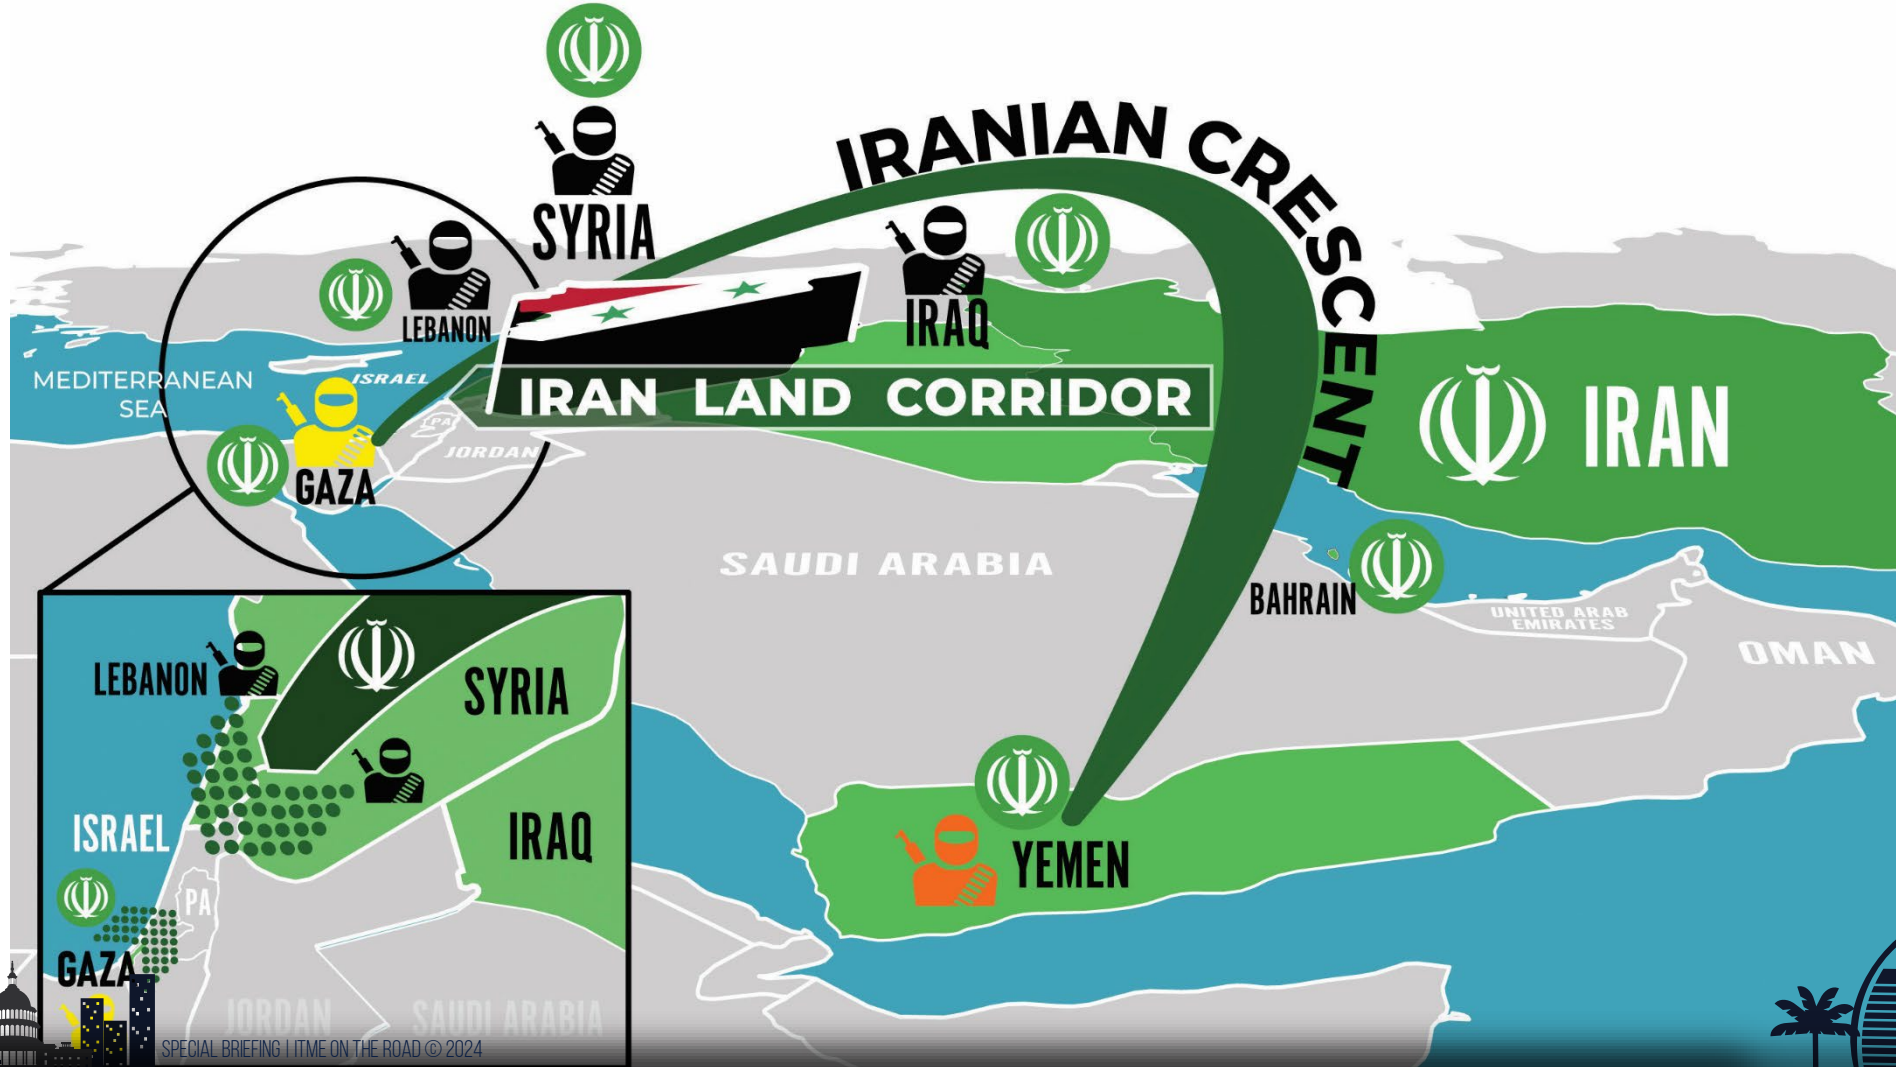 SYRIA
IRANIAN CRESCENT
LEBANON
IRAQ
MEDITERRANEAN
SEA
ISRAEL
IRAN LAND CORRIDOR
IRAN
PA
JORDAN
GAZA
SAUDI ARABIA
BAHRAIN
UNITED ARAB
EMIRATES
OMAN
YEMEN
LEBANON
SYRIA
ISRAEL
IRAQ
PA
GAZA
JORDAN
SAUDI ARABIA
SPECIAL BRIEFING | ITME ON THE ROAD © 2024